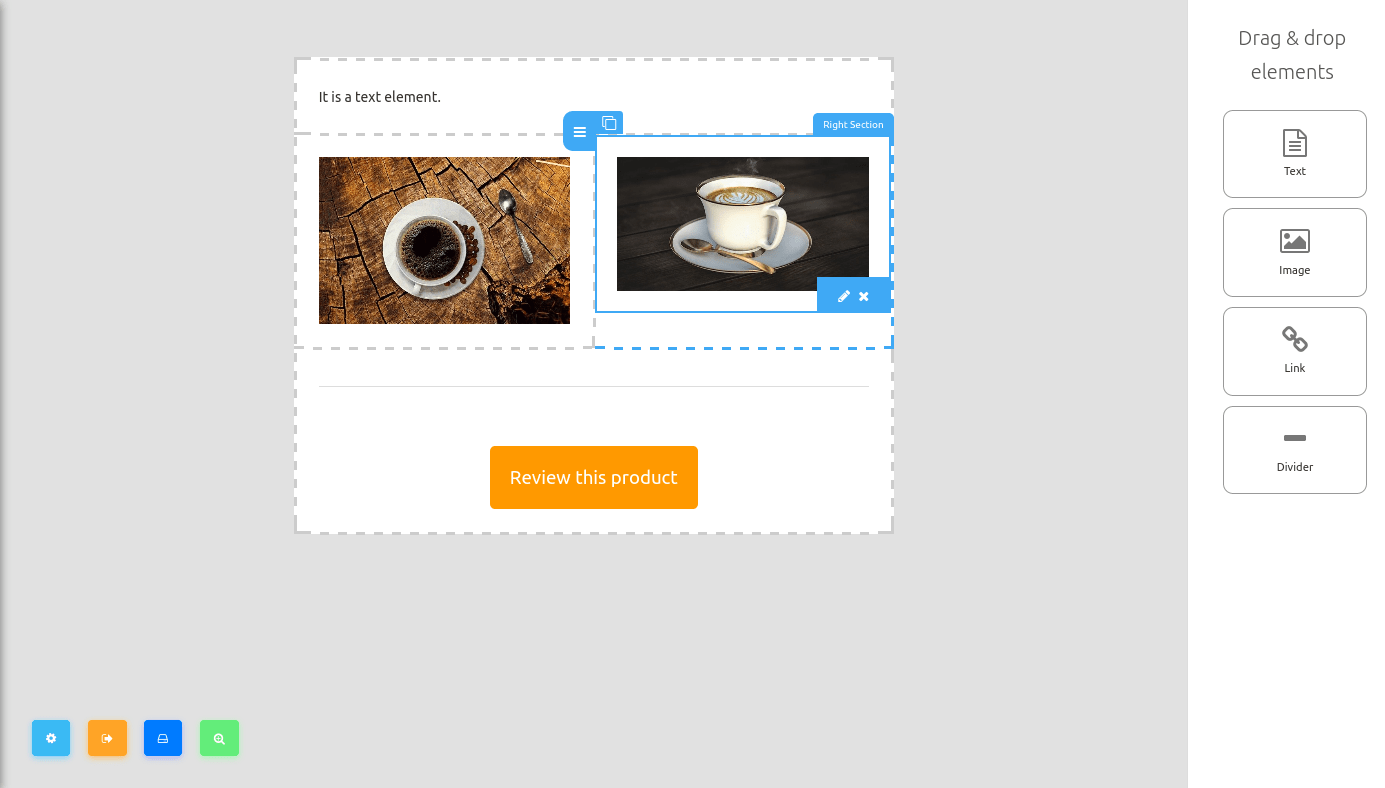 It is a text element.
Right Section
Review this product
Drag & drop
elements
Text
Image
Link
Divider